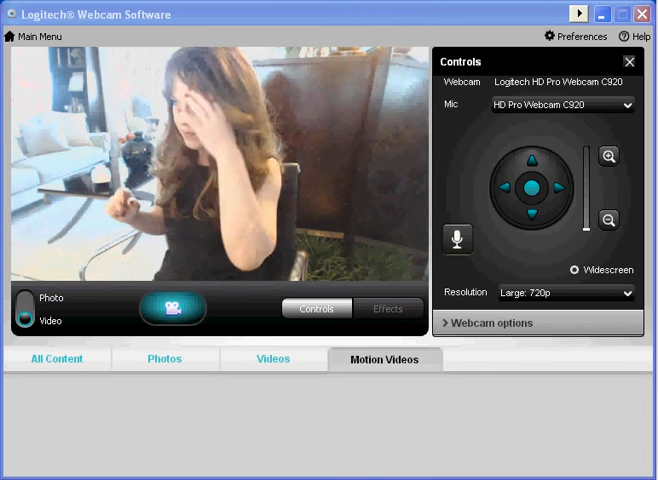 Logitech® Webcam Software
Main Menu
Preferences
Help
Controls
Webcam Logitech HD Pro Webcam C920
Mic HD Pro Webcam C920
Widescreen
Resolution Large: 720p
Webcam options
Photo
Video
Controls
Effects
All Content
Photos
Videos
Motion Videos